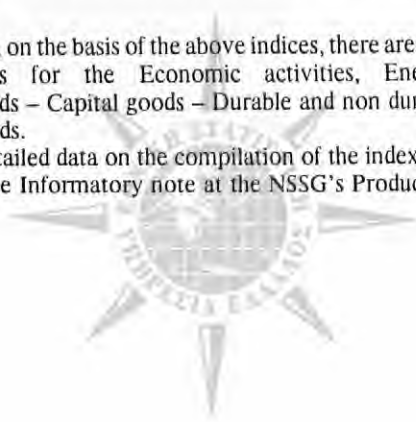 on the basis of the above indices, there are
s for the Economic activities, Ene
ds – Capital goods – Durable and non dur
ds.
tailed data on the compilation of the index
e Informatory note at the NSSG's Produc